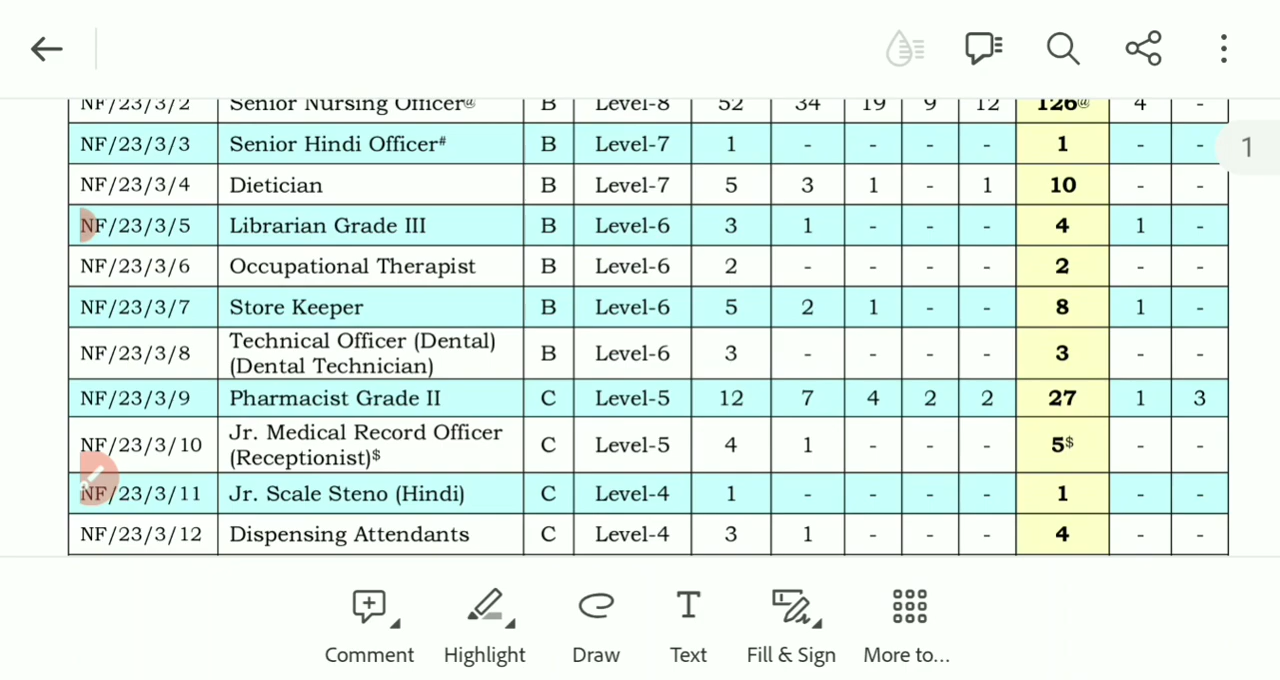 NF/23/3/2 Senior Nursing Officer@ B Level-8 52 34 19 9 12 126@ 4 -
NF/23/3/3 Senior Hindi Officer# B Level-7 1 - - - - 1 - -
1
NF/23/3/4 Dietician B Level-7 5 3 1 - 1 10 - -
NF/23/3/5 Librarian Grade III B Level-6 3 1 - - - 4 1 -
NF/23/3/6 Occupational Therapist B Level-6 2 - - - - 2 - -
NF/23/3/7 Store Keeper B Level-6 5 2 1 - - 8 1 -
NF/23/3/8 Technical Officer (Dental)
(Dental Technician) B Level-6 3 - - - - 3 - -
NF/23/3/9 Pharmacist Grade II C Level-5 12 7 4 2 2 27 1 3
NF/23/3/10 Jr. Medical Record Officer
(Receptionist)$ C Level-5 4 1 - - - 5$ - -
NF/23/3/11 Jr. Scale Steno (Hindi) C Level-4 1 - - - - 1 - -
NF/23/3/12 Dispensing Attendants C Level-4 3 1 - - - 4 - -
Comment Highlight Draw Text Fill & Sign More to...